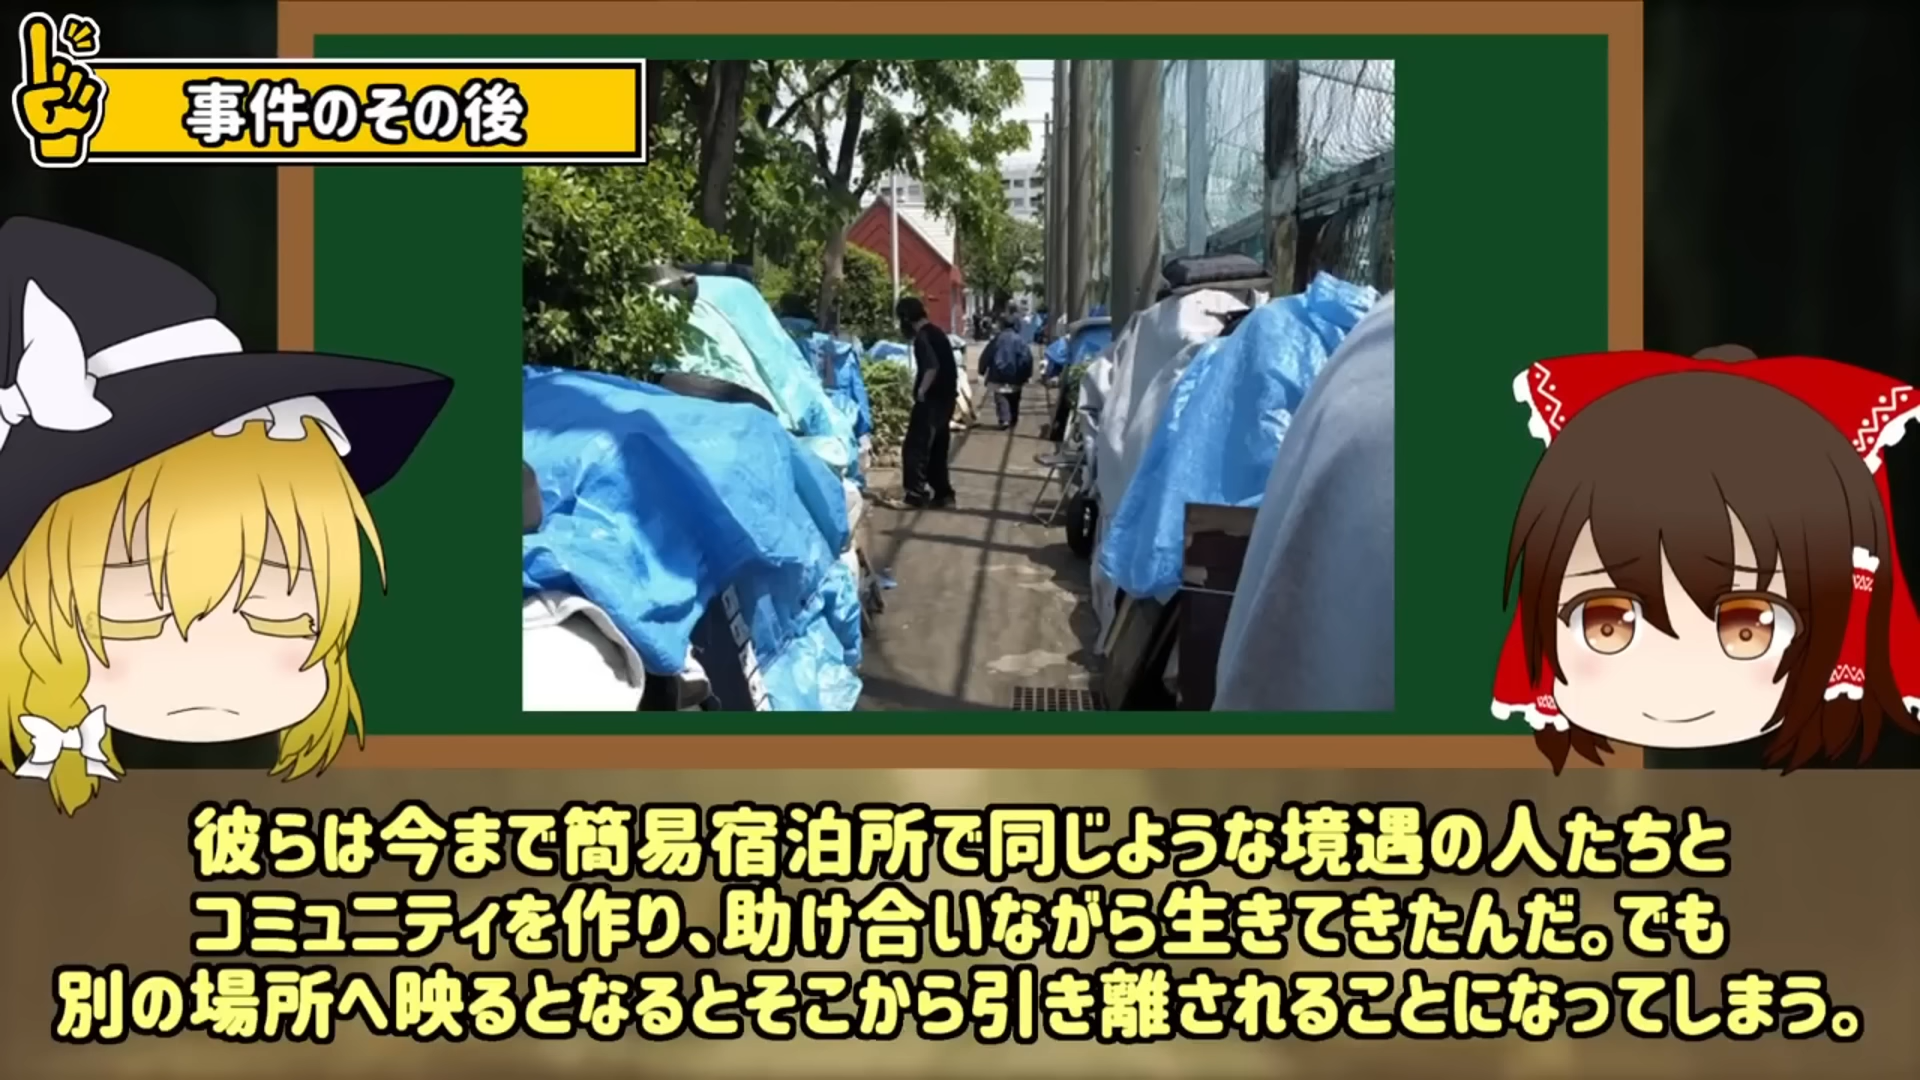 事件のその後
彼らは今まで簡易宿泊所で同じような境遇の人たちと
コミュニティを作り、助け合いながら生きてきたんだ。でも
別の場所へ映るとなるとそこから引き離されることになってしまう。